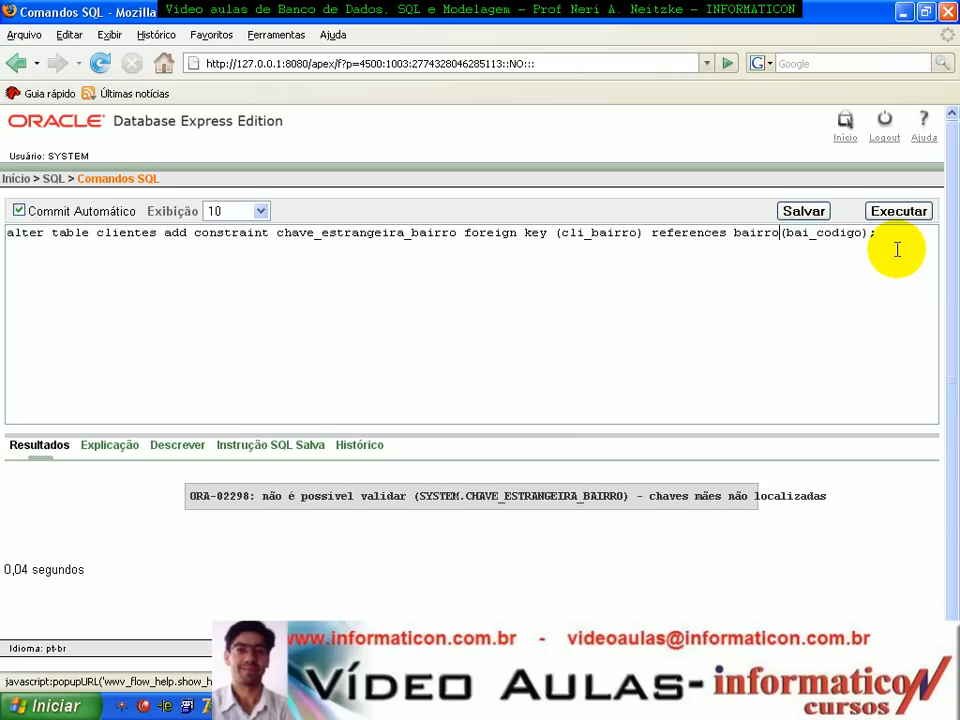 Comandos SQL - Mozilla
Vídeo aulas de Banco de Dados, SQL e Modelagem - Prof Neri A. Neitzke - INFORMATICON
Arquivo Editar Exibir Histórico Favoritos Ferramentas Ajuda
http://127.0.0.1:8080/apex/f?p=4500:1003:2774328046285113::NO:::
Google
Guia rápido Últimas notícias
ORACLE Database Express Edition
Início Logout Ajuda
Usuário: SYSTEM
Início > SQL > Comandos SQL
Commit Automático Exibição 10 Salvar Executar
alter table clientes add constraint chave_estrangeira_bairro foreign key (cli_bairro) references bairro(bai_codigo);
Resultados Explicação Descrever Instrução SQL Salva Histórico
ORA-02298: não é possível validar (SYSTEM.CHAVE_ESTRANGEIRA_BAIRRO) - chaves mães não localizadas
0,04 segundos
www.informaticon.com.br - videoaulas@informaticon.com.br
Idioma: pt-br
Vídeo Aulas- informaticon
cursos
javascript:popupURL('wwv_flow_help.show_h
Iniciar